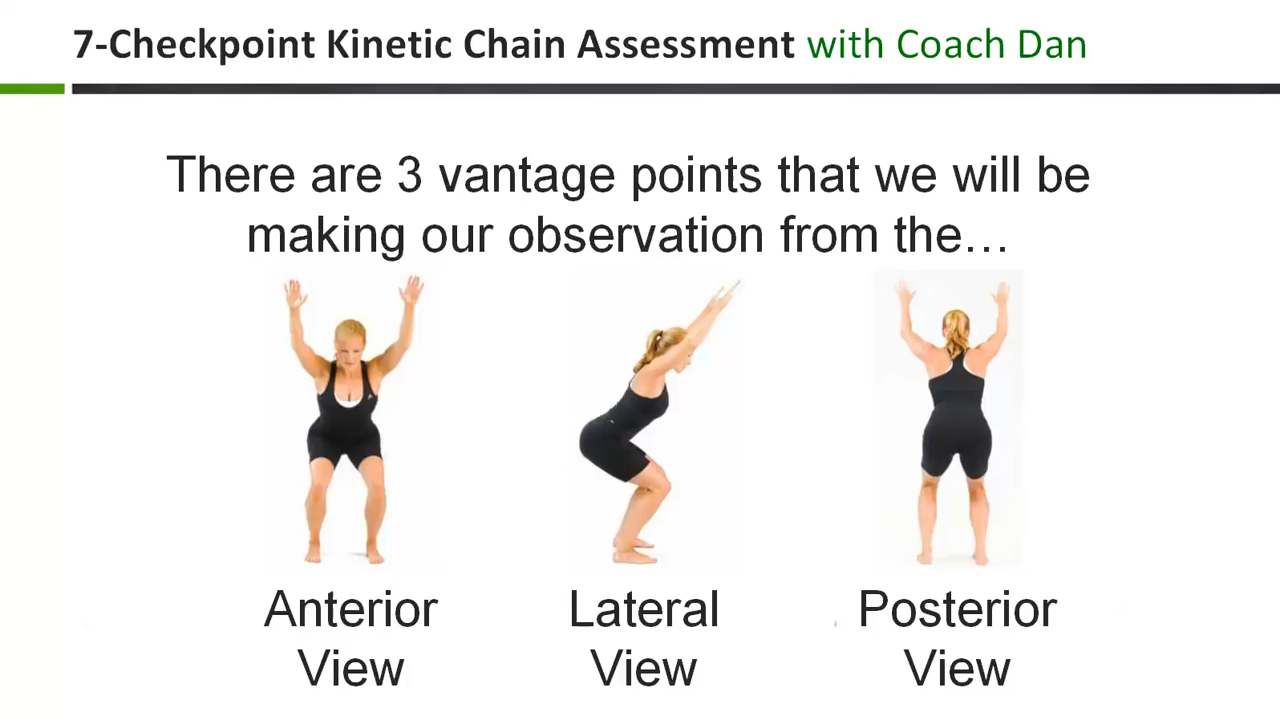 7-Checkpoint Kinetic Chain Assessment with Coach Dan
There are 3 vantage points that we will be
making our observation from the…
Anterior
View
Lateral
View
Posterior
View